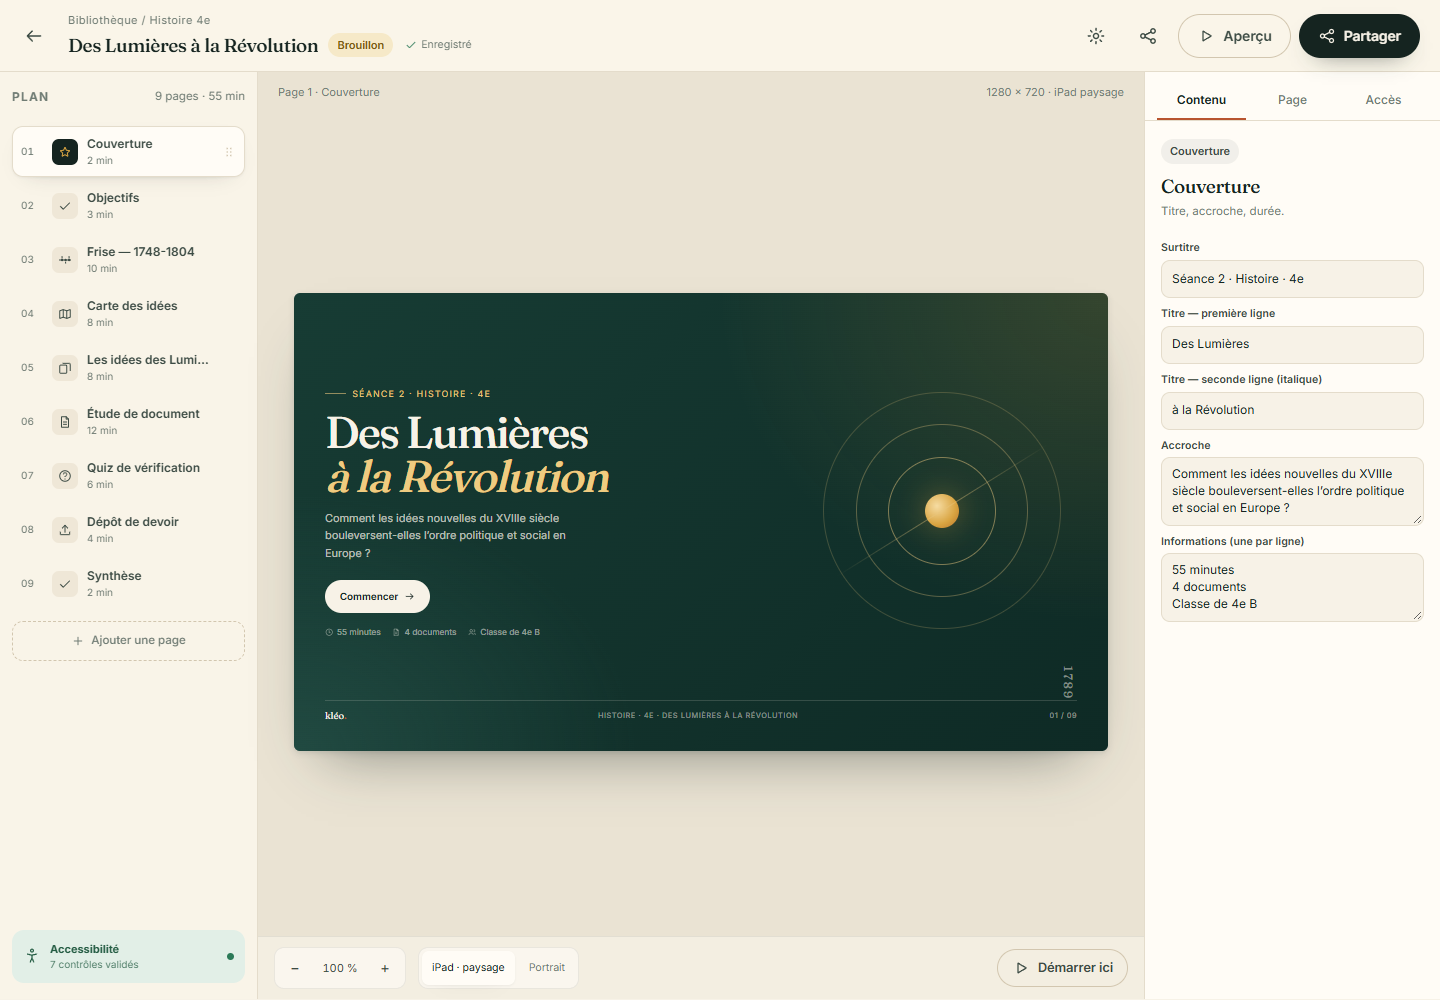 Bibliothèque / Histoire 4e
Des Lumières à la Révolution
Brouillon
Enregistré
Aperçu
Partager
PLAN
9 pages · 55 min
01
Couverture
2 min
02
Objectifs
3 min
03
Frise — 1748-1804
10 min
04
Carte des idées
8 min
05
Les idées des Lumi...
8 min
06
Étude de document
12 min
07
Quiz de vérification
6 min
08
Dépôt de devoir
4 min
09
Synthèse
2 min
+ Ajouter une page
Accessibilité
7 contrôles validés
Page 1 · Couverture
1280 × 720 · iPad paysage
SÉANCE 2 · HISTOIRE · 4E
Des Lumières
à la Révolution
Comment les idées nouvelles du XVIIIe siècle
bouleversent-elles l'ordre politique et social en
Europe ?
Commencer →
55 minutes
4 documents
Classe de 4e B
1789
kléo.
HISTOIRE · 4E · DES LUMIÈRES À LA RÉVOLUTION
01 / 09
− 100 % +
iPad · paysage
Portrait
Démarrer ici
Contenu
Page
Accès
Couverture
Couverture
Titre, accroche, durée.
Surtitre
Séance 2 · Histoire · 4e
Titre — première ligne
Des Lumières
Titre — seconde ligne (italique)
à la Révolution
Accroche
Comment les idées nouvelles du XVIIIe
siècle bouleversent-elles l'ordre politique
et social en Europe ?
Informations (une par ligne)
55 minutes
4 documents
Classe de 4e B